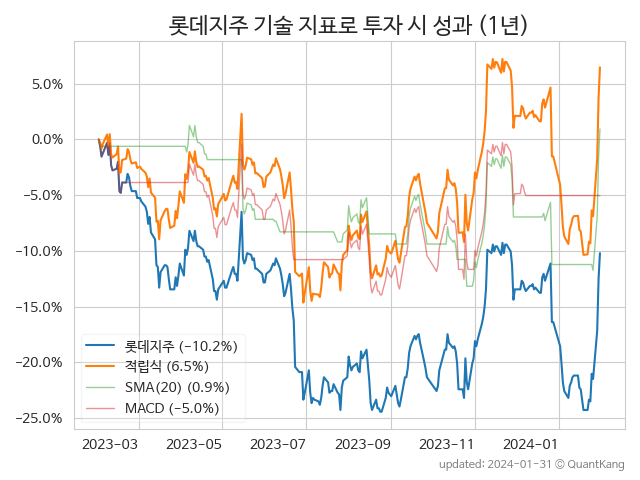 롯데지주 기술 지표로 투자 시 성과 (1년)
5.0%
0.0%
−5.0%
−10.0%
−15.0%
−20.0%
−25.0%
롯데지주 (−10.2%)
적립식 (6.5%)
SMA(20) (0.9%)
MACD (−5.0%)
2023-03 2023-05 2023-07 2023-09 2023-11 2024-01
updated: 2024-01-31 © QuantKang